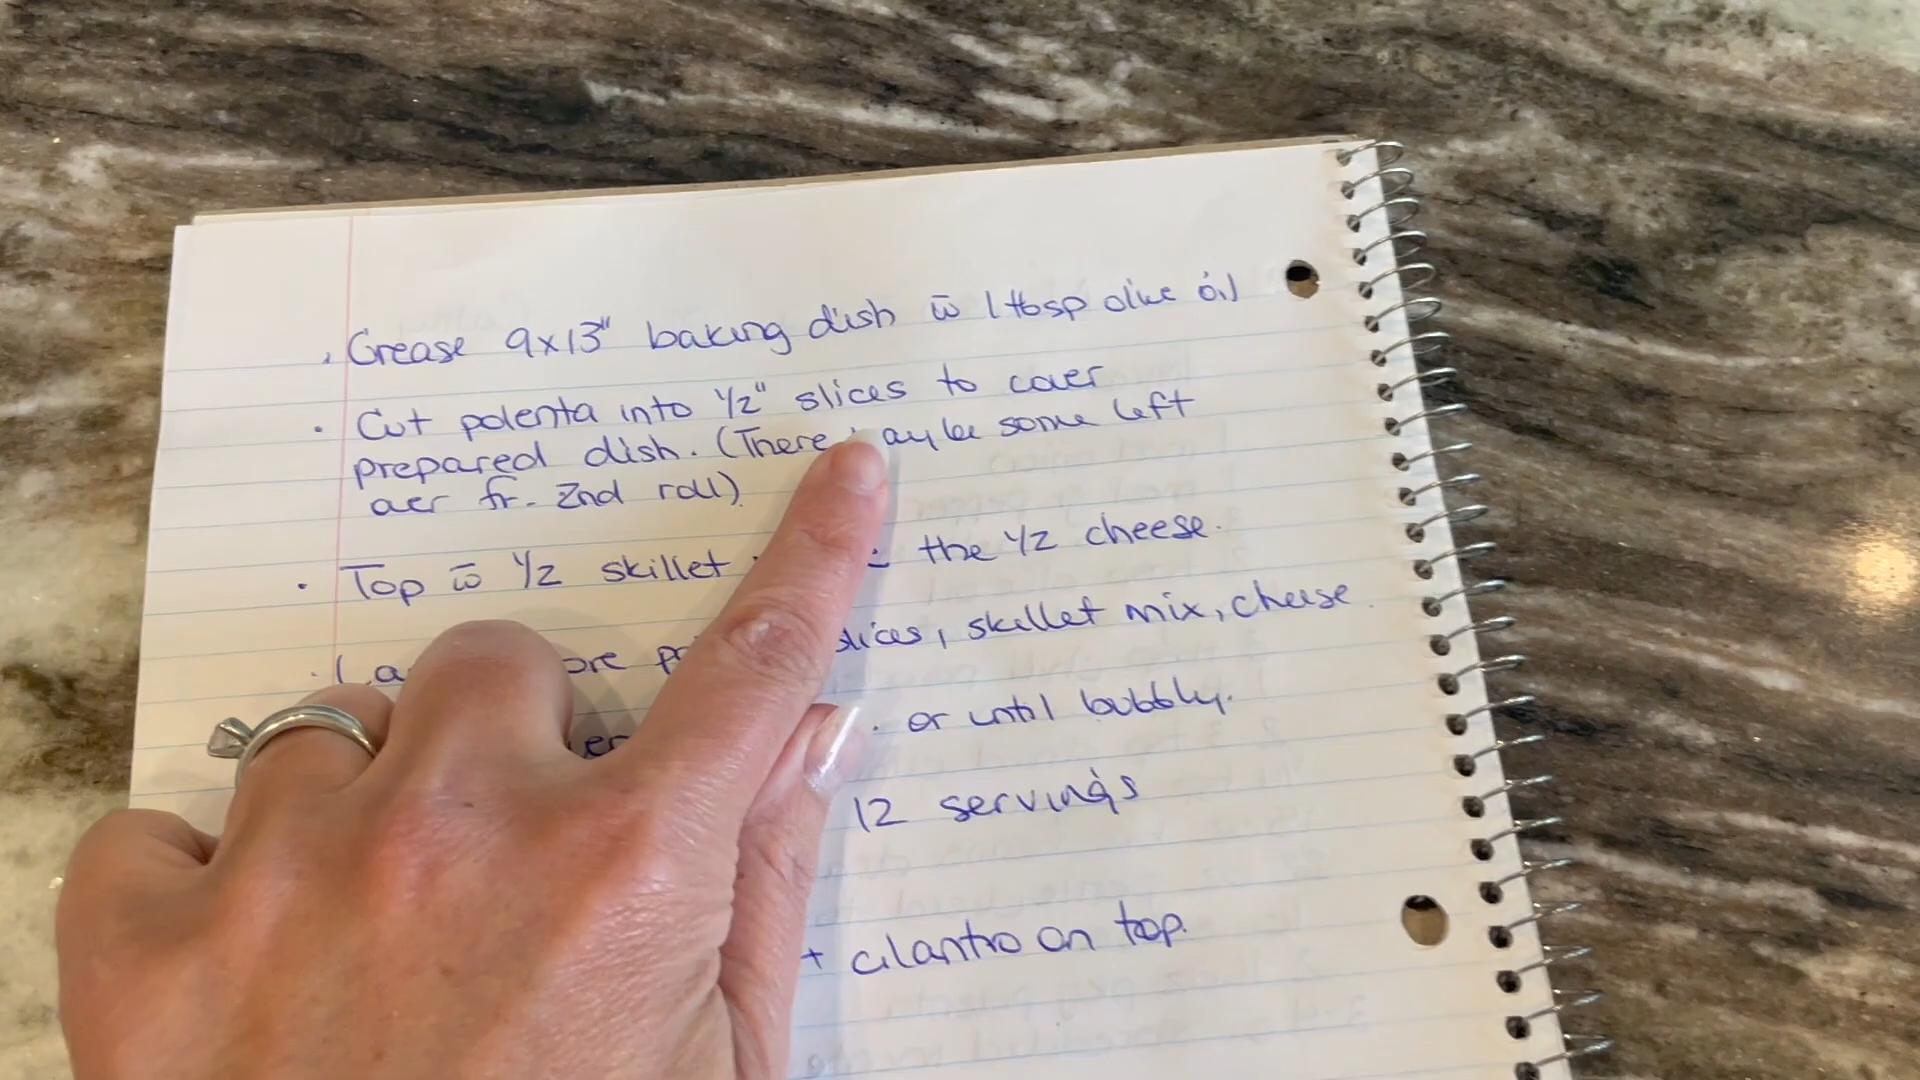 Grease 9x13" baking dish w̄ 1 tbsp olive oil
Cut polenta into 1/2" slices to cover
prepared dish. (There may be some left
over fr. 2nd roll).
Top w̄ 1/2 skillet the 1/2 cheese.
slices, skillet mix, cheese.
or until bubbly.
12 servings
+ cilantro on top.